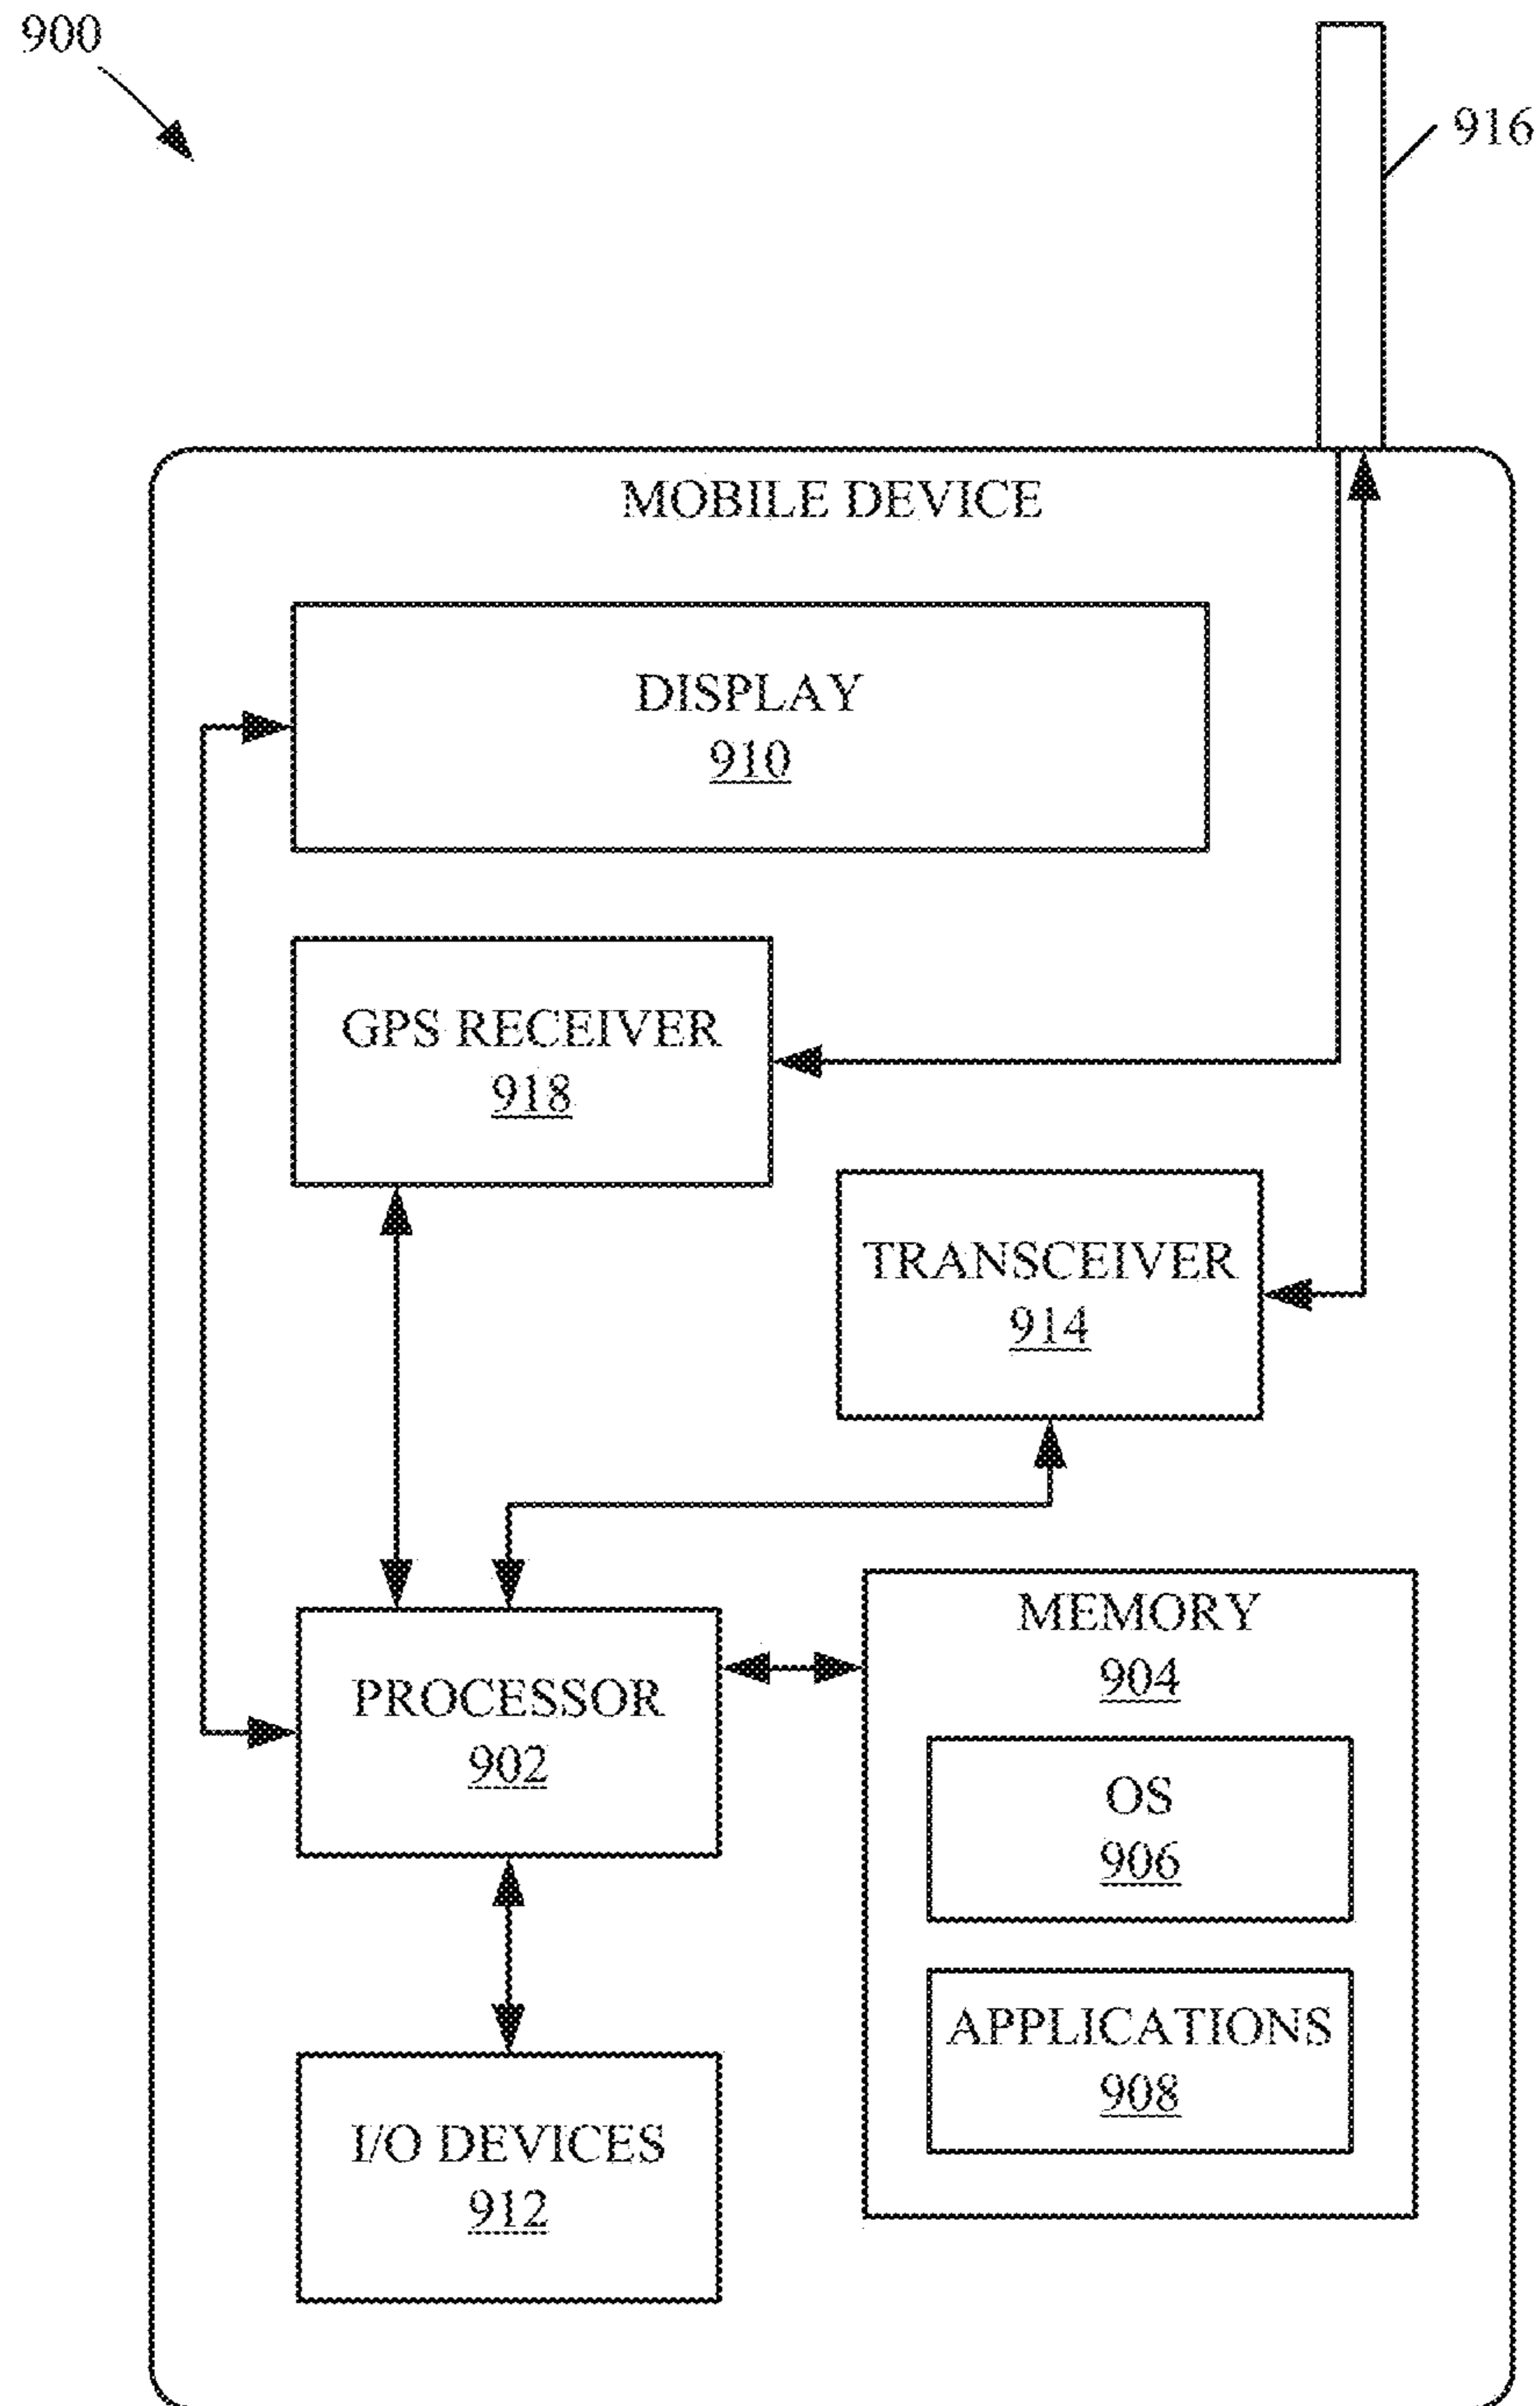 900
916
MOBILE DEVICE
DISPLAY
910
GPS RECEIVER
918
TRANSCEIVER
914
MEMORY
904
PROCESSOR
902
OS
906
APPLICATIONS
908
I/O DEVICES
912